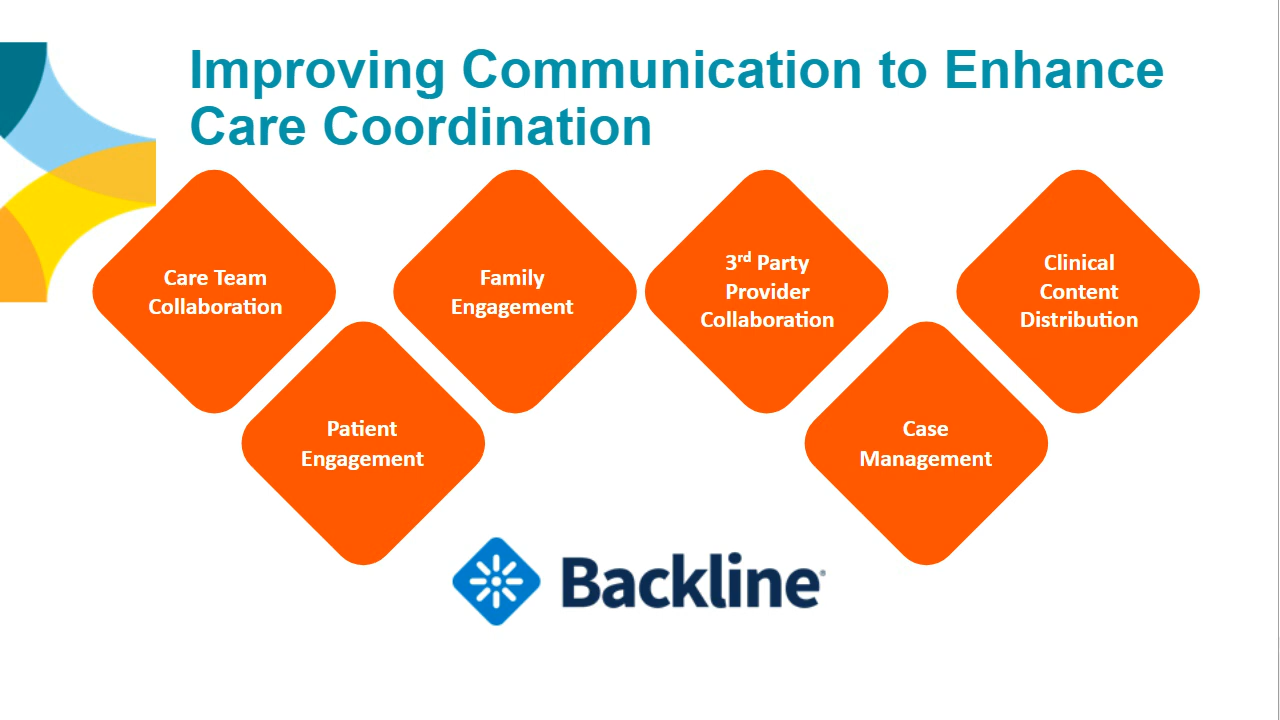 Improving Communication to Enhance
Care Coordination
Care Team
Collaboration
Family
Engagement
3rd Party
Provider
Collaboration
Clinical
Content
Distribution
Patient
Engagement
Case
Management
Backline